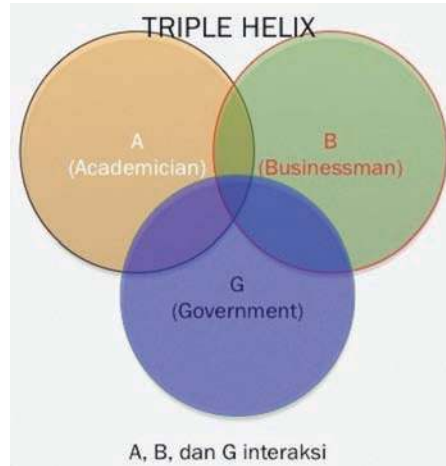 TRIPLE HELIX
A
(Academician)
B
(Businessman)
G
(Government)
A, B, dan G interaksi